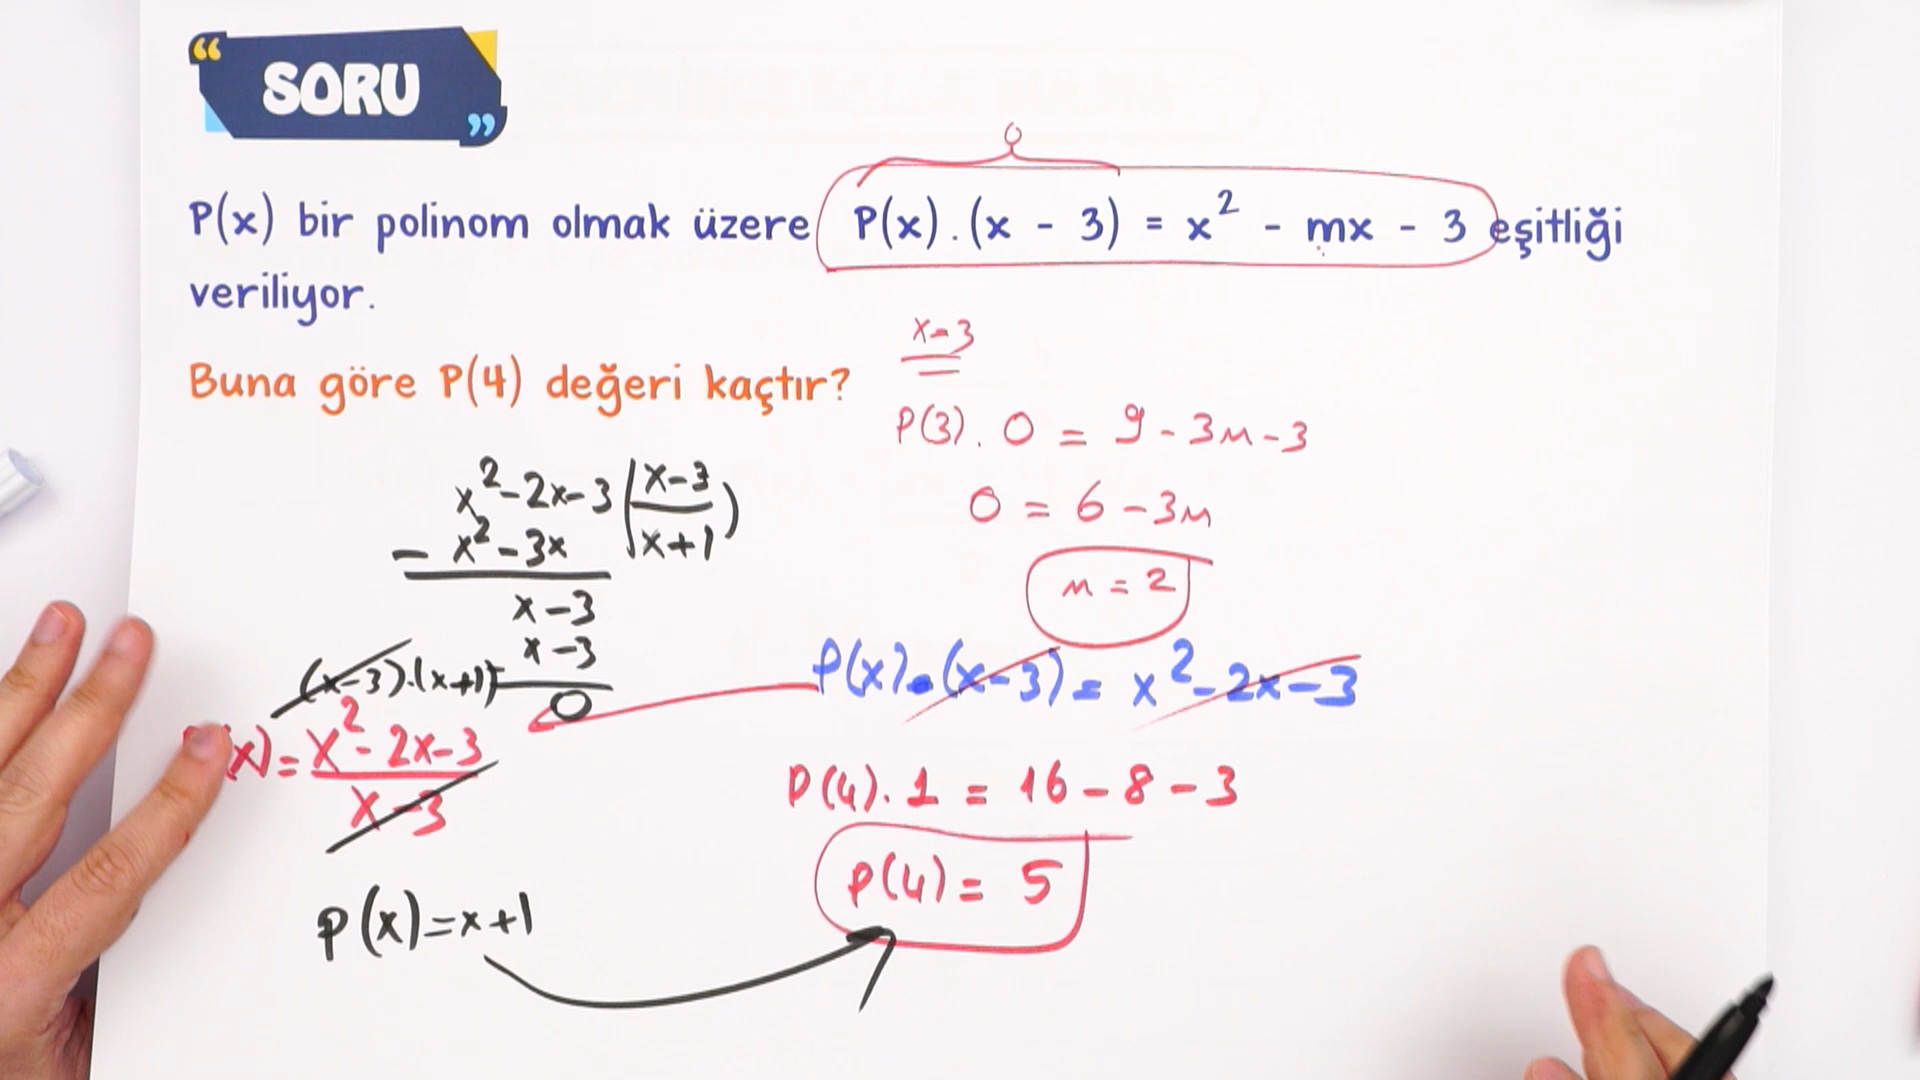 “ SORU ”
0
P(x) bir polinom olmak üzere P(x).(x - 3) = x² - mx - 3 eşitliği
veriliyor.
Buna göre P(4) değeri kaçtır?
x=3
P(3). 0 = 9 - 3m - 3
0 = 6 - 3m
m = 2
x²-2x-3 | x-3
- x²-3x | x+1
x-3
x-3
0
(x-3).(x+1)
P(x).(x-3) = x²-2x-3
(x) = x²-2x-3
x-3
P(4). 1 = 16 - 8 - 3
P(4) = 5
P(x)=x+1